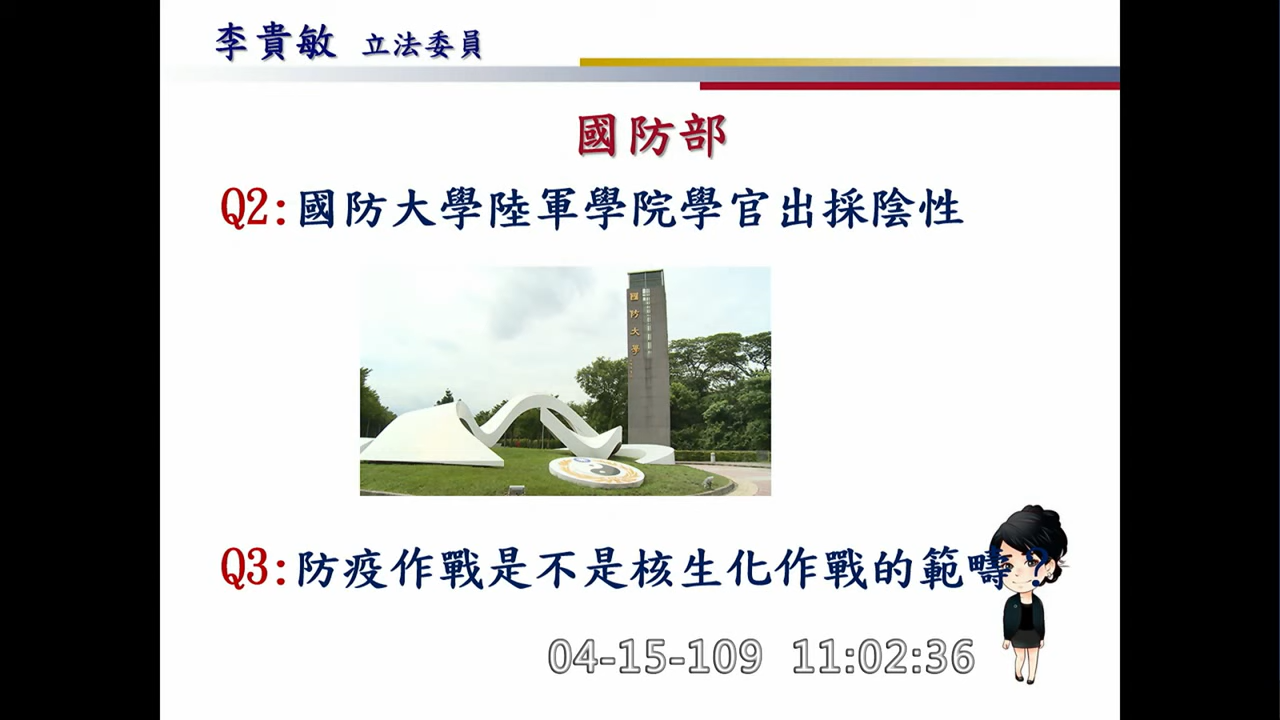 李貴敏 立法委員
國防部
Q2:國防大學陸軍學院學官出採陰性
國防大學
Q3:防疫作戰是不是核生化作戰的範疇?
04-15-109 11:02:36